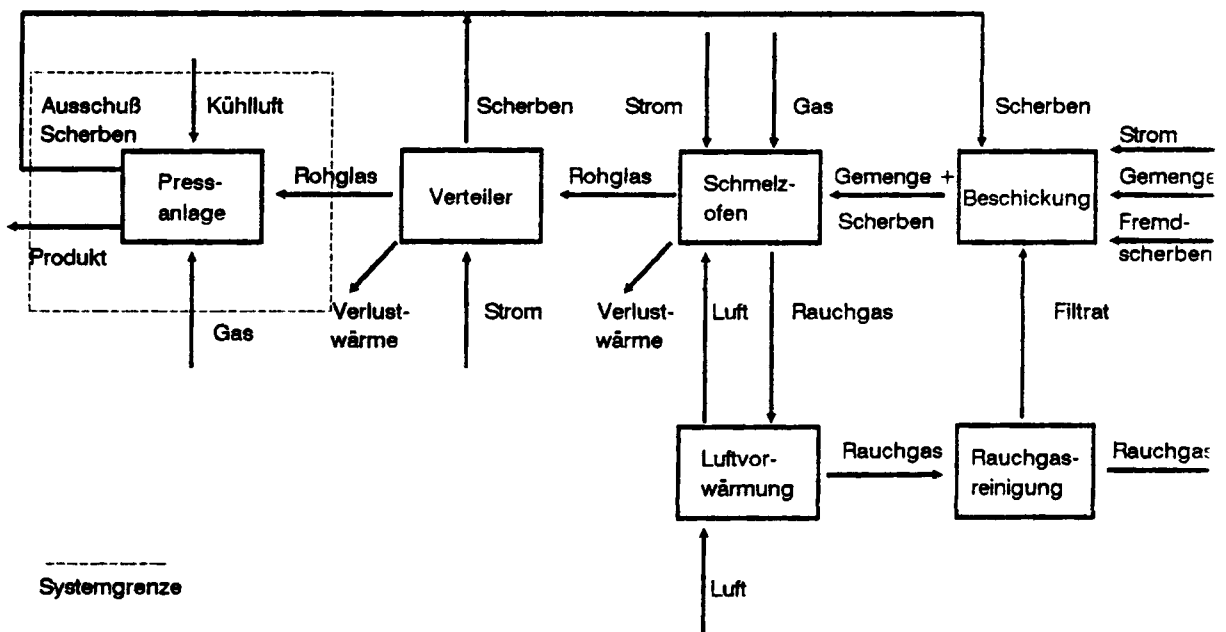 Ausschuß
Scherben
Kühlluft
Scherben
Strom
Gas
Scherben
Strom
Gemenge
Fremd-
scherben
Press-
anlage
Rohglas
Verteiler
Rohglas
Schmelz-
ofen
Gemenge +
Scherben
Beschickung
Produkt
Gas
Verlust-
wärme
Strom
Verlust-
wärme
Luft
Rauchgas
Filtrat
Luftvor-
wärmung
Rauchgas
Rauchgas-
reinigung
Rauchgas
Systemgrenze
Luft